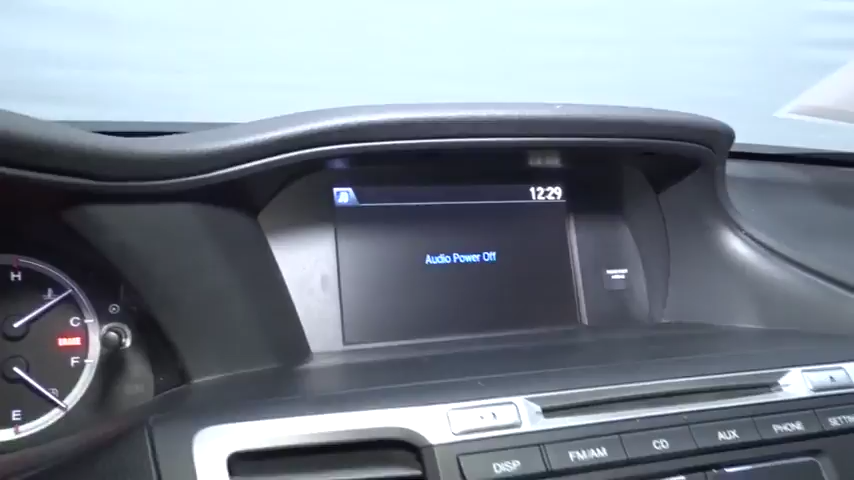 12:29
Audio Power Off
H
C
BRAKE
F
E
DISP
FM/AM
CD
AUX
PHONE